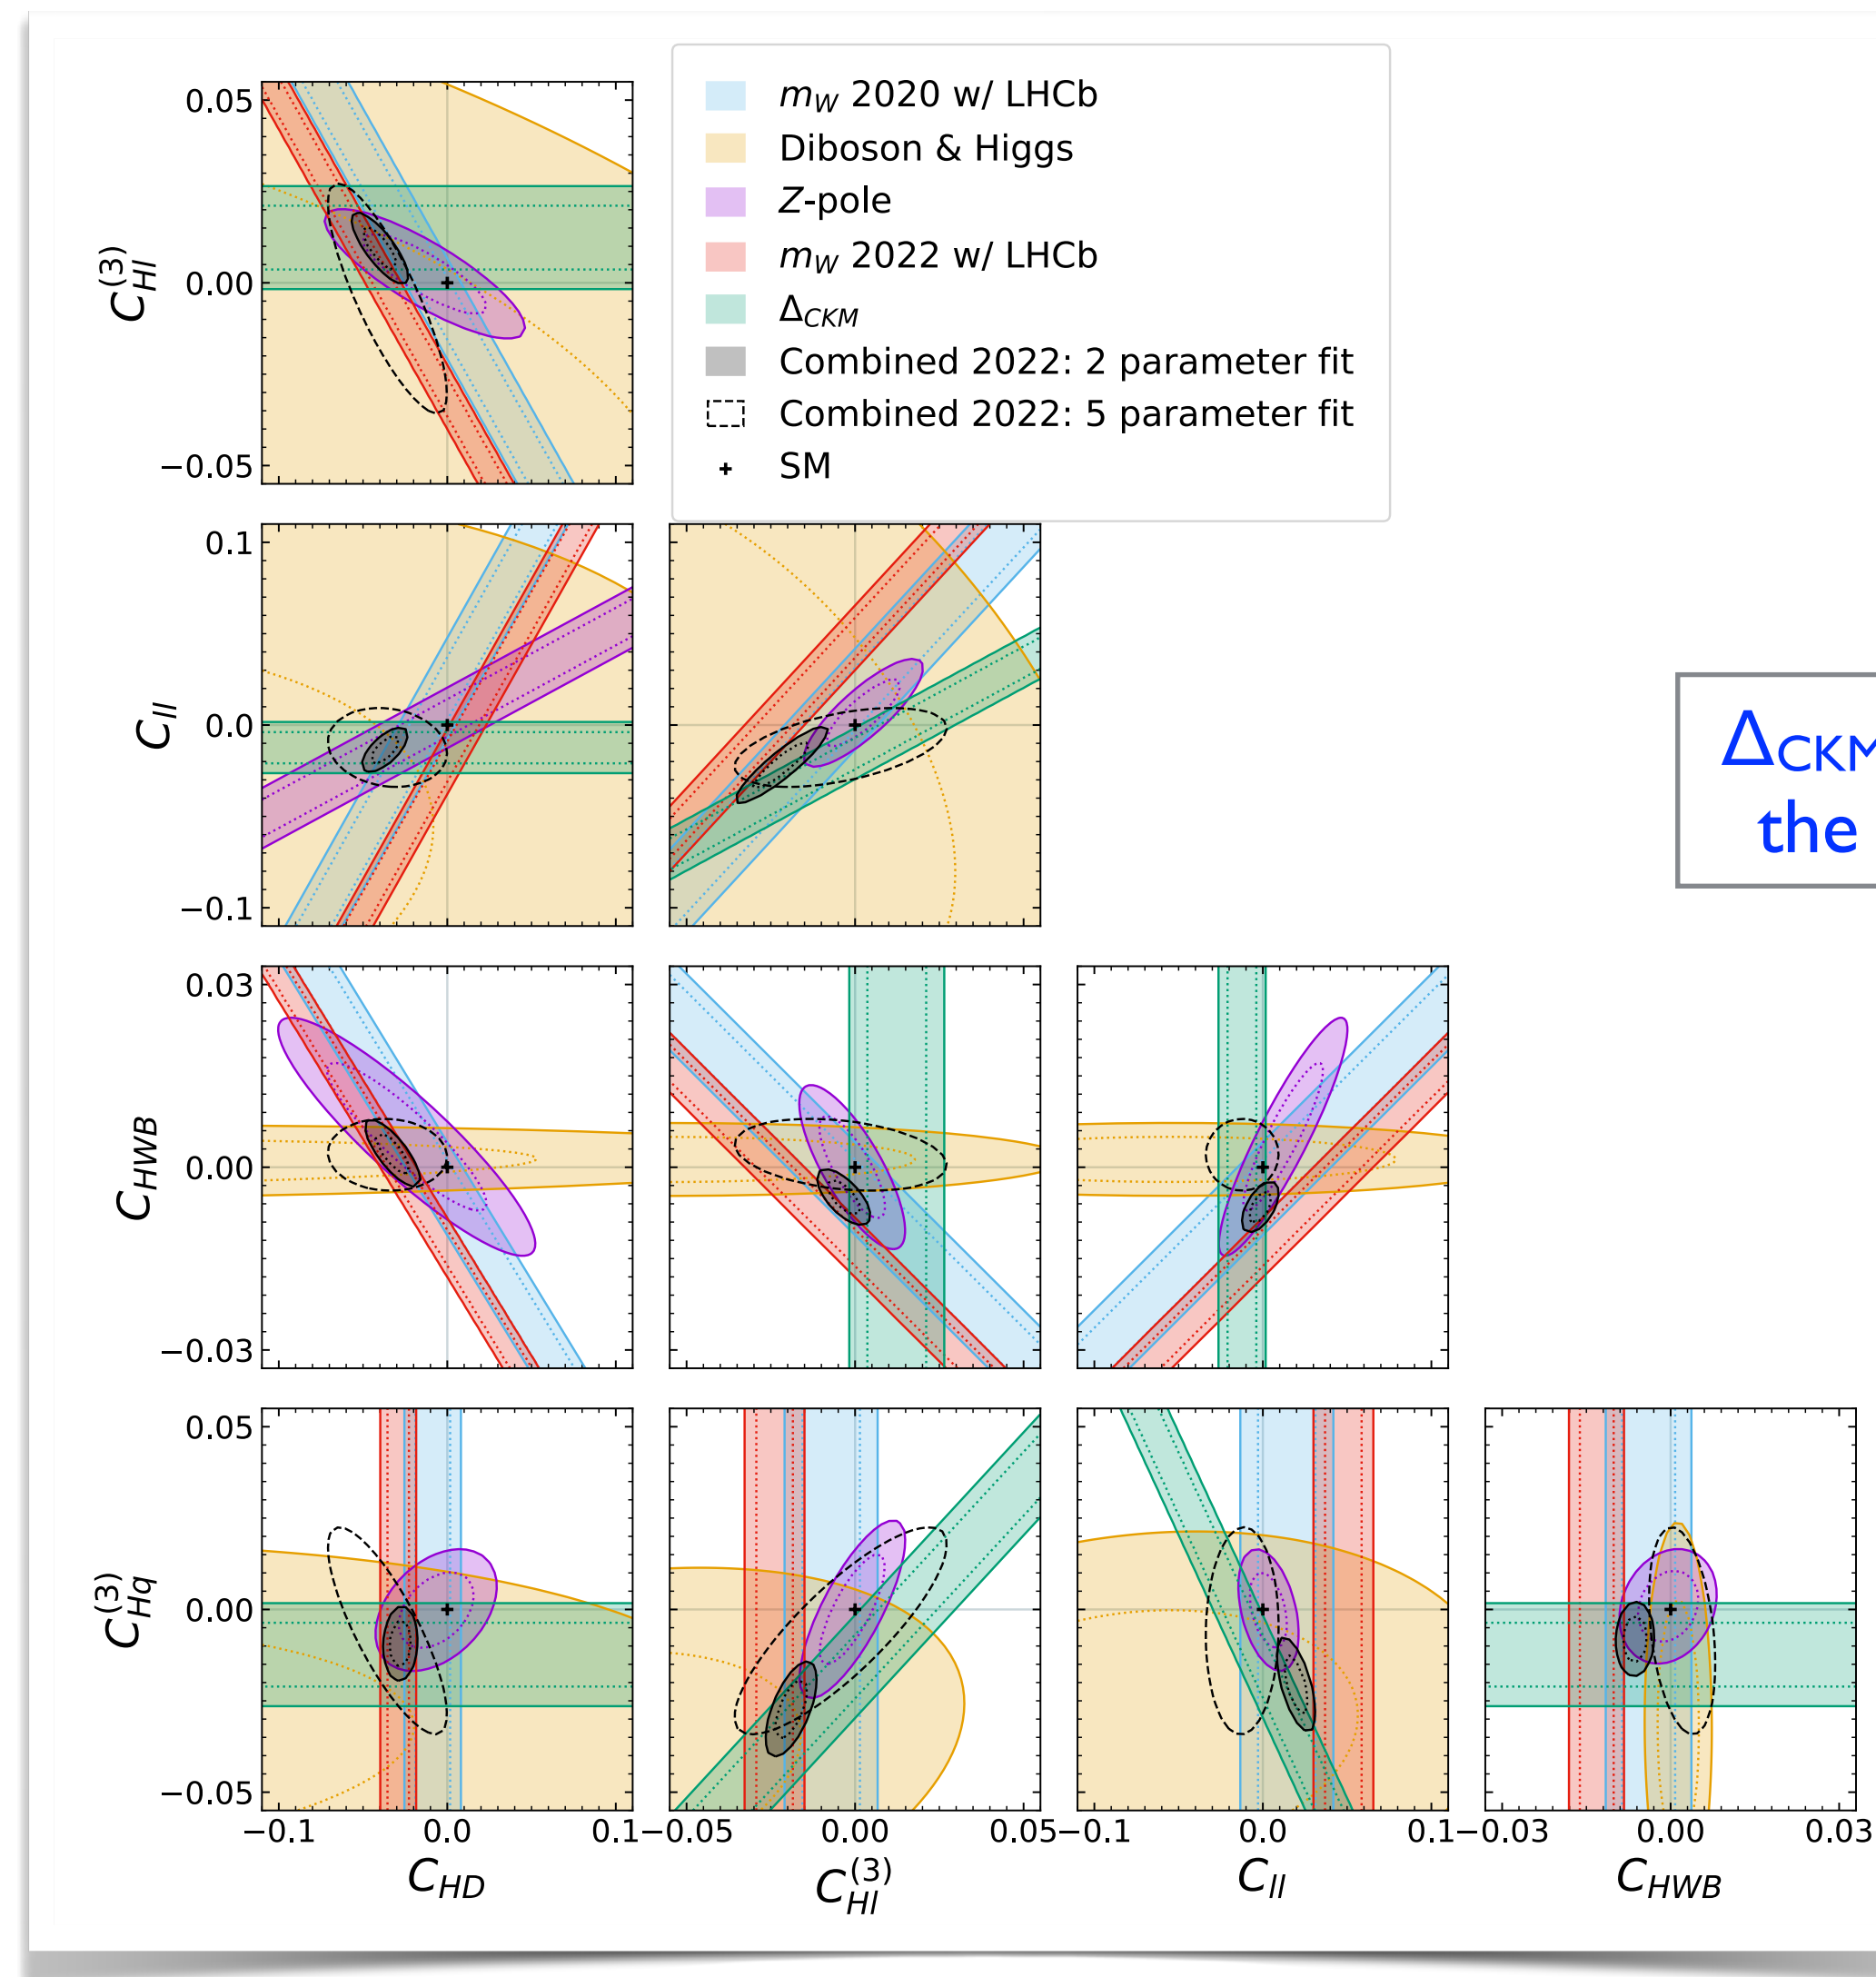 m_W 2020 w/ LHCb
Diboson & Higgs
Z-pole
m_W 2022 w/ LHCb
Δ_CKM
Combined 2022: 2 parameter fit
Combined 2022: 5 parameter fit
SM
0.05
0.00
−0.05
C_Hl^(3)
0.1
0.0
−0.1
C_ll
Δ_CKM
the
0.03
0.00
−0.03
C_HWB
0.05
0.00
−0.05
C_Hq^(3)
−0.1 0.0 0.1 −0.05 0.00 0.05 −0.1 0.0 0.1 −0.03 0.00 0.03
C_HD C_Hl^(3) C_ll C_HWB